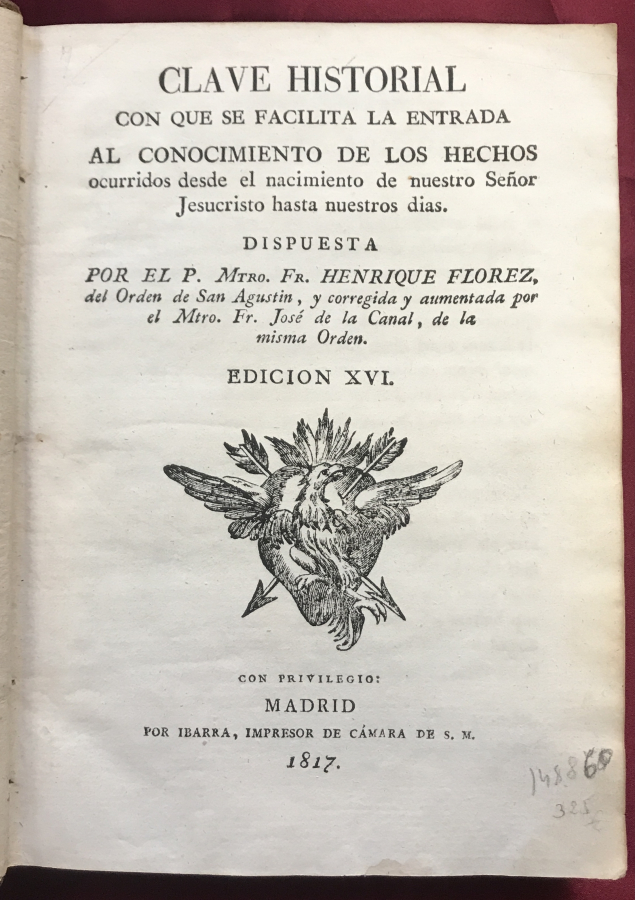 CLAVE HISTORIAL
CON QUE SE FACILITA LA ENTRADA
AL CONOCIMIENTO DE LOS HECHOS
ocurridos desde el nacimiento de nuestro Señor
Jesucristo hasta nuestros dias.
DISPUESTA
POR EL P. MTRO. FR. HENRIQUE FLOREZ,
del Orden de San Agustin, y corregida y aumentada por
el Mtro. Fr. José de la Canal, de la
misma Orden.
EDICION XVI.
CON PRIVILEGIO:
MADRID
POR IBARRA, IMPRESOR DE CÁMARA DE S. M.
1817.